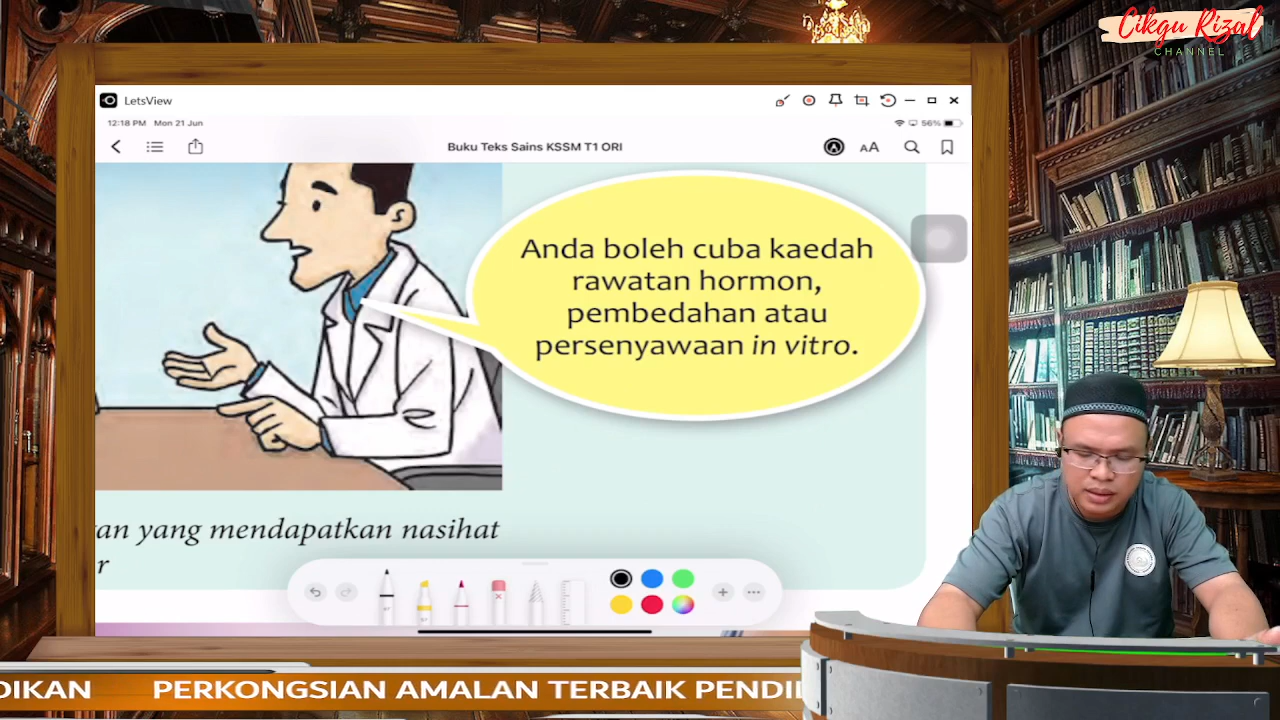 Cikgu Rizal
CHANNEL
LetsView
12:18 PM Mon 21 Jun
56%
Buku Teks Sains KSSM T1 ORI
AA
Anda boleh cuba kaedah
rawatan hormon,
pembedahan atau
persenyawaan in vitro.
an yang mendapatkan nasihat
r
DIKAN PERKONGSIAN AMALAN TERBAIK PENDI